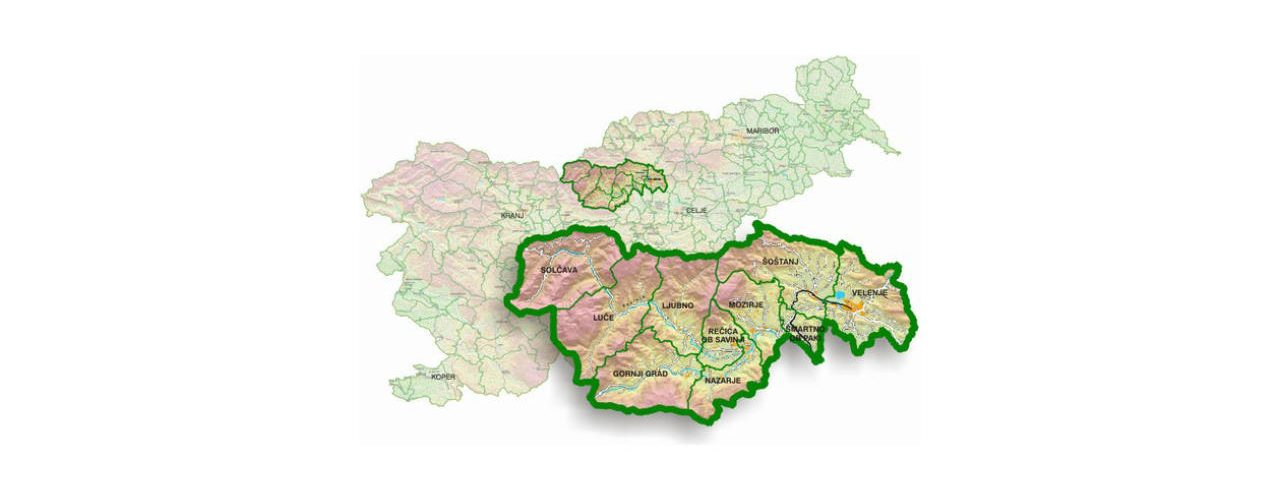 MARIBOR
KRANJ
CELJE
ŠOŠTANJ
SOLČAVA
VELENJE
LJUBNO
MOZIRJE
LUČE
REČICA
OB SAVINJI
ŠMARTNO
OB PAKI
GORNJI GRAD
NAZARJE
KOPER